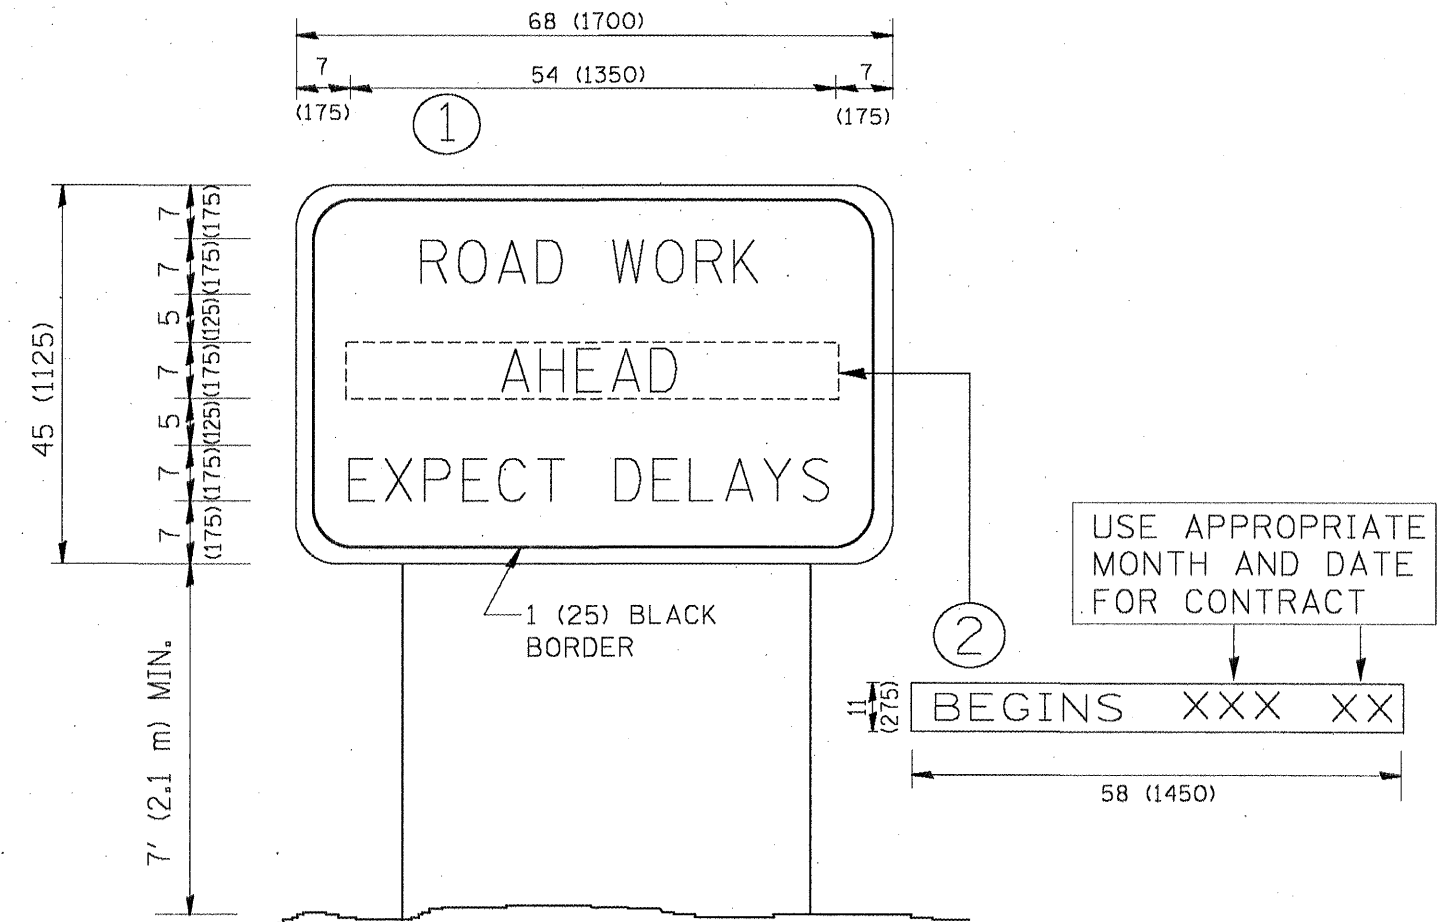 68 (1700)
7
54 (1350)
7
(175)
(175)
1
7
(175)
7
(175)
5
(125)
7
(175)
5
(125)
7
(175)
7
(175)
45 (1125)
ROAD WORK
AHEAD
EXPECT DELAYS
1 (25) BLACK
BORDER
7' (2.1 m) MIN.
USE APPROPRIATE
MONTH AND DATE
FOR CONTRACT
2
11
(275)
BEGINS XXX XX
58 (1450)